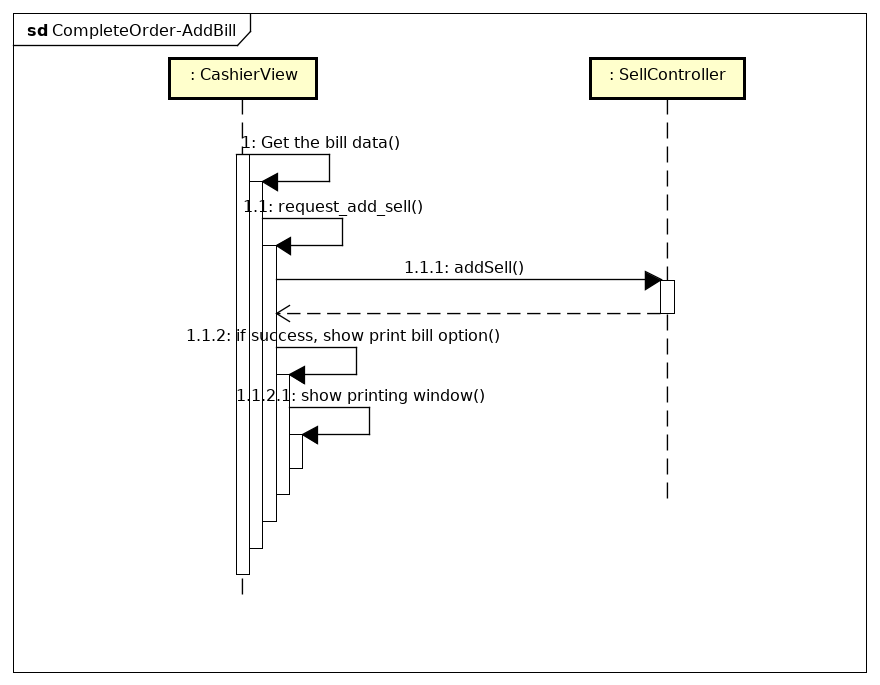 sd CompleteOrder-AddBill
: CashierView
: SellController
1: Get the bill data()
1.1: request_add_sell()
1.1.1: addSell()
1.1.2: if success, show print bill option()
1.1.2.1: show printing window()